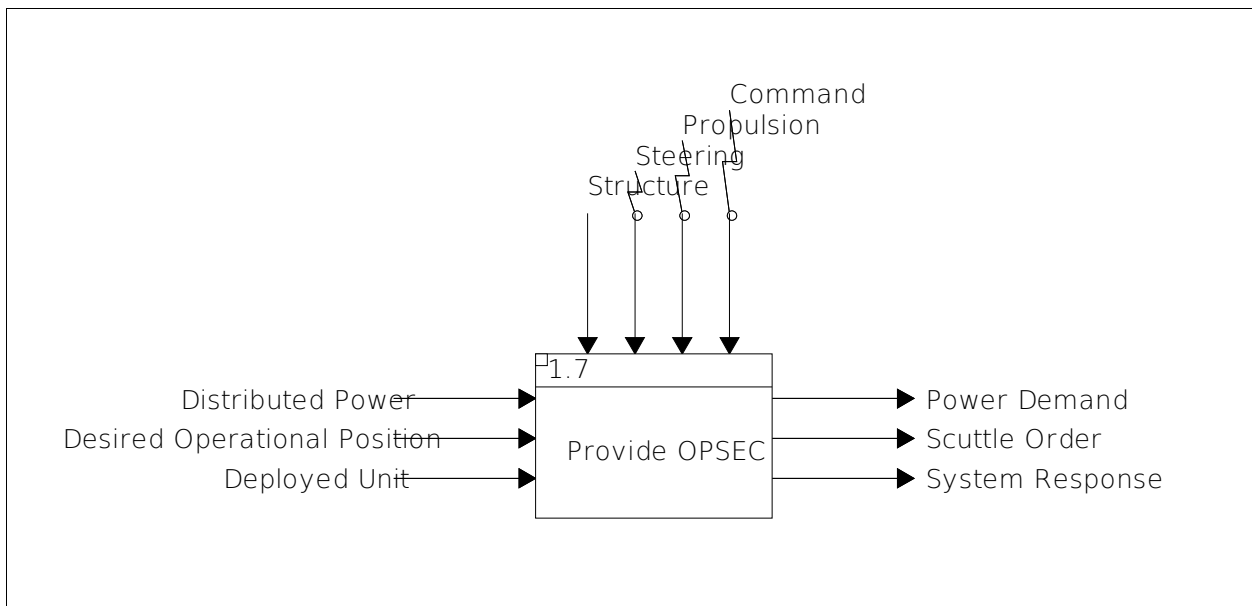 Command
Propulsion
Steering
Structure
1.7
Distributed Power
Desired Operational Position
Deployed Unit
Provide OPSEC
Power Demand
Scuttle Order
System Response